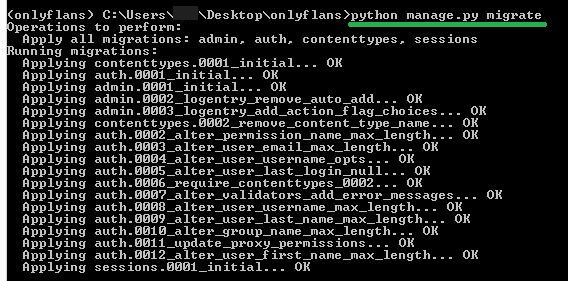 (onlyflans) C:\Users\ \Desktop\onlyflans>python manage.py migrate
Operations to perform:
Apply all migrations: admin, auth, contenttypes, sessions
Running migrations:
Applying contenttypes.0001_initial... OK
Applying auth.0001_initial... OK
Applying admin.0001_initial... OK
Applying admin.0002_logentry_remove_auto_add... OK
Applying admin.0003_logentry_add_action_flag_choices... OK
Applying contenttypes.0002_remove_content_type_name... OK
Applying auth.0002_alter_permission_name_max_length... OK
Applying auth.0003_alter_user_email_max_length... OK
Applying auth.0004_alter_user_username_opts... OK
Applying auth.0005_alter_user_last_login_null... OK
Applying auth.0006_require_contenttypes_0002... OK
Applying auth.0007_alter_validators_add_error_messages... OK
Applying auth.0008_alter_user_username_max_length... OK
Applying auth.0009_alter_user_last_name_max_length... OK
Applying auth.0010_alter_group_name_max_length... OK
Applying auth.0011_update_proxy_permissions... OK
Applying auth.0012_alter_user_first_name_max_length... OK
Applying sessions.0001_initial... OK